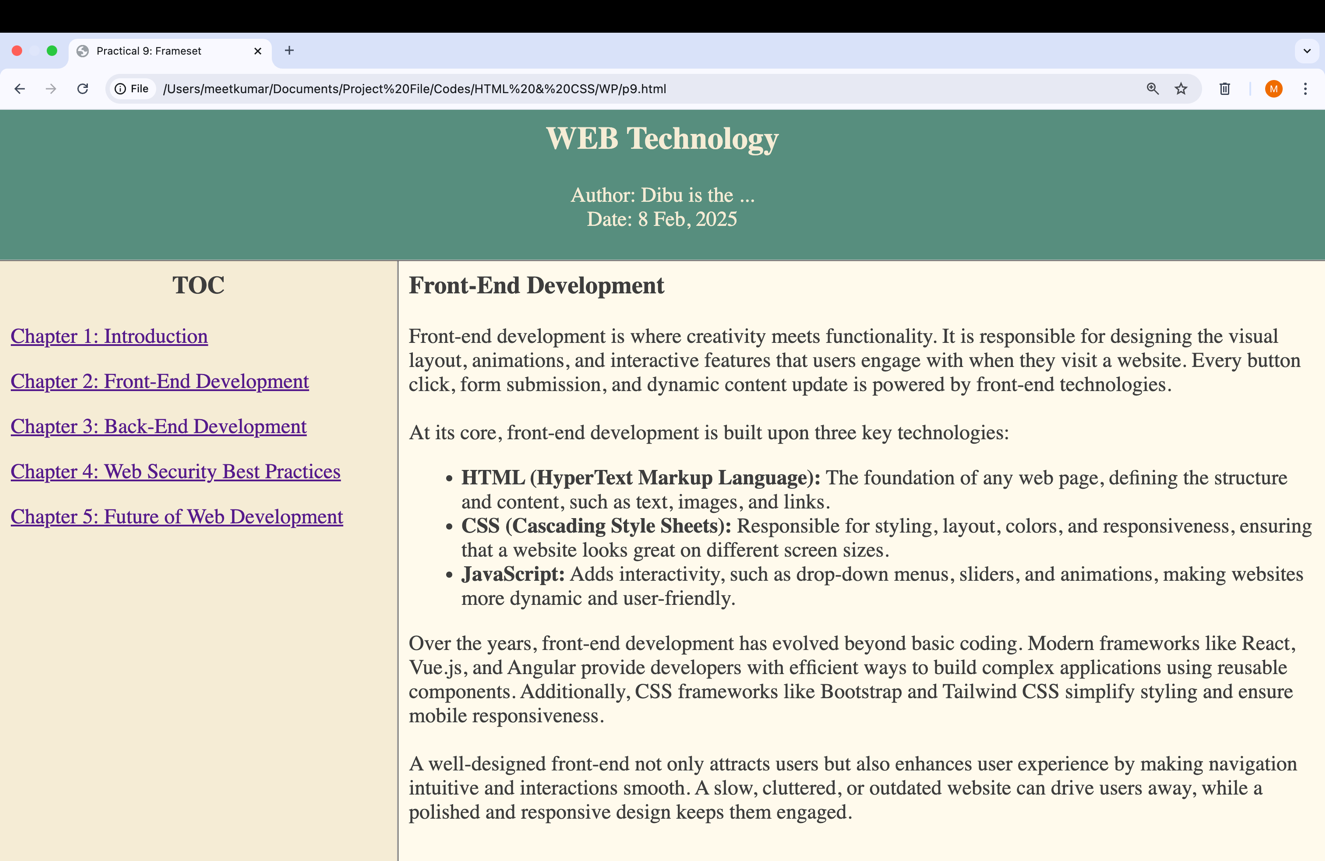 Practical 9: Frameset
File /Users/meetkumar/Documents/Project%20File/Codes/HTML%20&%20CSS/WP/p9.html
M
WEB Technology
Author: Dibu is the ...
Date: 8 Feb, 2025
TOC
Chapter 1: Introduction
Chapter 2: Front-End Development
Chapter 3: Back-End Development
Chapter 4: Web Security Best Practices
Chapter 5: Future of Web Development
Front-End Development
Front-end development is where creativity meets functionality. It is responsible for designing the visual
layout, animations, and interactive features that users engage with when they visit a website. Every button
click, form submission, and dynamic content update is powered by front-end technologies.
At its core, front-end development is built upon three key technologies:
• HTML (HyperText Markup Language): The foundation of any web page, defining the structure
and content, such as text, images, and links.
• CSS (Cascading Style Sheets): Responsible for styling, layout, colors, and responsiveness, ensuring
that a website looks great on different screen sizes.
• JavaScript: Adds interactivity, such as drop-down menus, sliders, and animations, making websites
more dynamic and user-friendly.
Over the years, front-end development has evolved beyond basic coding. Modern frameworks like React,
Vue.js, and Angular provide developers with efficient ways to build complex applications using reusable
components. Additionally, CSS frameworks like Bootstrap and Tailwind CSS simplify styling and ensure
mobile responsiveness.
A well-designed front-end not only attracts users but also enhances user experience by making navigation
intuitive and interactions smooth. A slow, cluttered, or outdated website can drive users away, while a
polished and responsive design keeps them engaged.